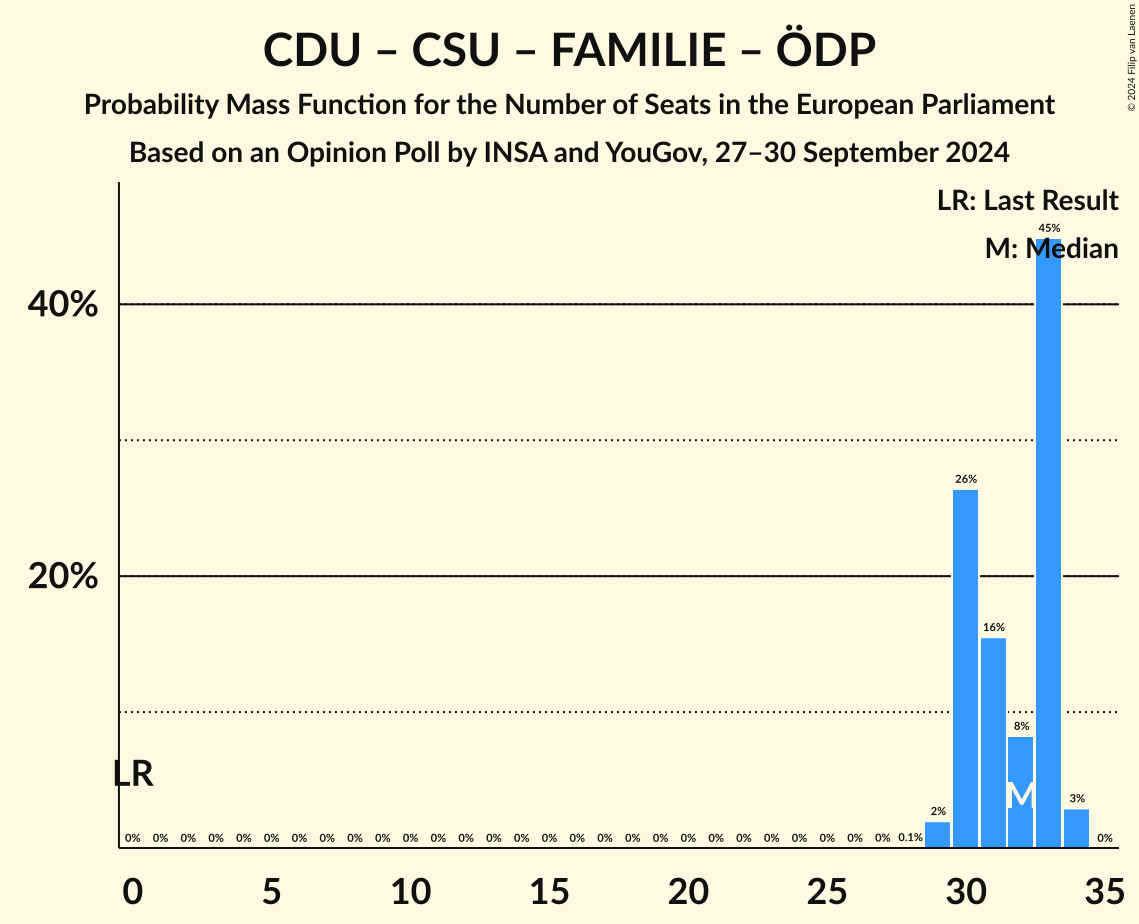 CDU – CSU – FAMILIE – ÖDP
Probability Mass Function for the Number of Seats in the European Parliament
Based on an Opinion Poll by INSA and YouGov, 27–30 September 2024
© 2024 Filip van Laenen
LR: Last Result
M: Median
45%
40%
26%
20%
16%
8%
LR
M
3%
2%
0% 0% 0% 0% 0% 0% 0% 0% 0% 0% 0% 0% 0% 0% 0% 0% 0% 0% 0% 0% 0% 0% 0% 0% 0% 0% 0% 0% 0.1% 0%
0 5 10 15 20 25 30 35